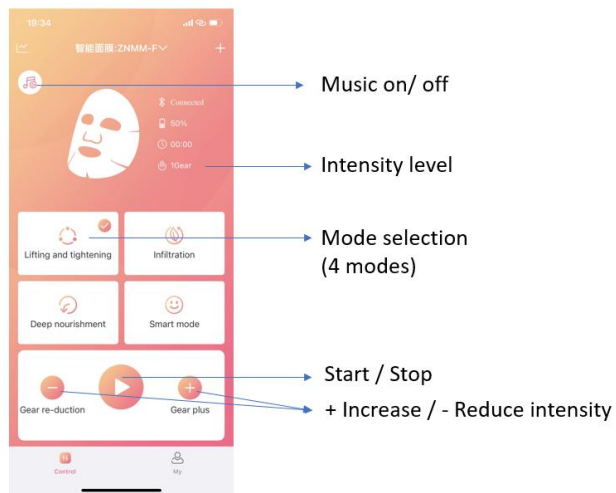 19:34
智能面膜:ZNMM-F
Music on/ off
Connected
50%
00:00
1Gear
Intensity level
Lifting and tightening
Infiltration
Mode selection
(4 modes)
Deep nourishment
Smart mode
Start / Stop
+ Increase / - Reduce intensity
Gear re-duction
Gear plus
Control
My